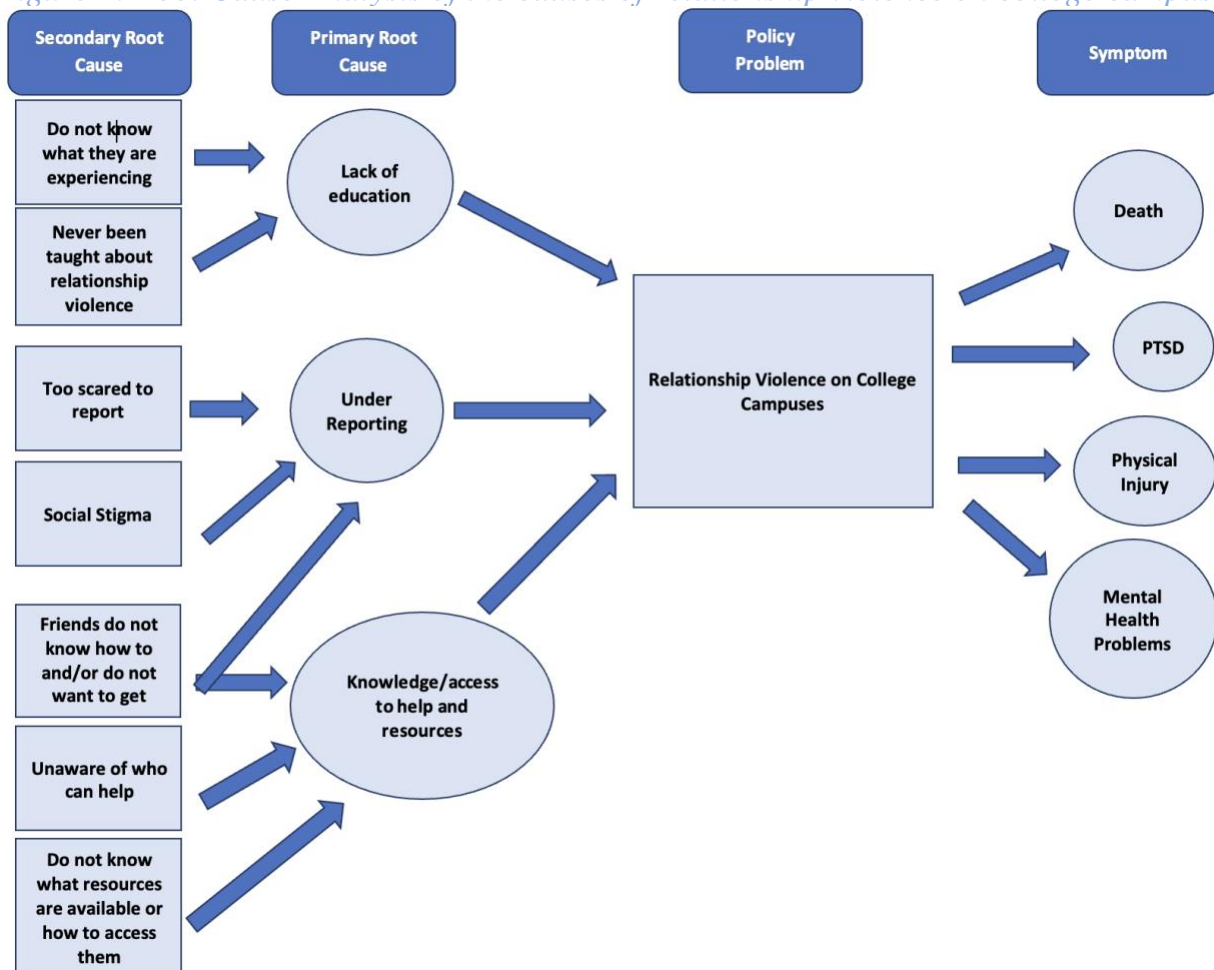 Secondary Root
Cause
Primary Root
Cause
Policy
Problem
Symptom
Do not know
what they are
experiencing
Never been
taught about
relationship
violence
Too scared to
report
Social Stigma
Friends do not
know how to
and/or do not
want to get
Unaware of who
can help
Do not know
what resources
are available or
how to access
them
Lack of
education
Under
Reporting
Knowledge/access
to help and
resources
Relationship Violence on College
Campuses
Death
PTSD
Physical
Injury
Mental
Health
Problems